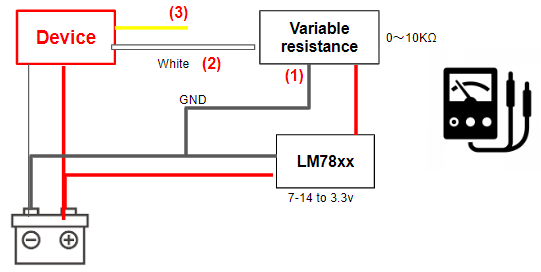 (3)
Device
Variable
resistance
0～10KΩ
White
(2)
(1)
GND
LM78xx
7-14 to 3.3v